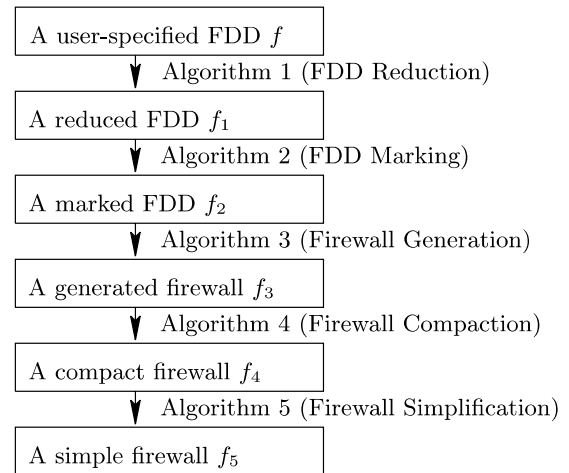 A user-specified FDD f
Algorithm 1 (FDD Reduction)
A reduced FDD f₁
Algorithm 2 (FDD Marking)
A marked FDD f₂
Algorithm 3 (Firewall Generation)
A generated firewall f₃
Algorithm 4 (Firewall Compaction)
A compact firewall f₄
Algorithm 5 (Firewall Simplification)
A simple firewall f₅